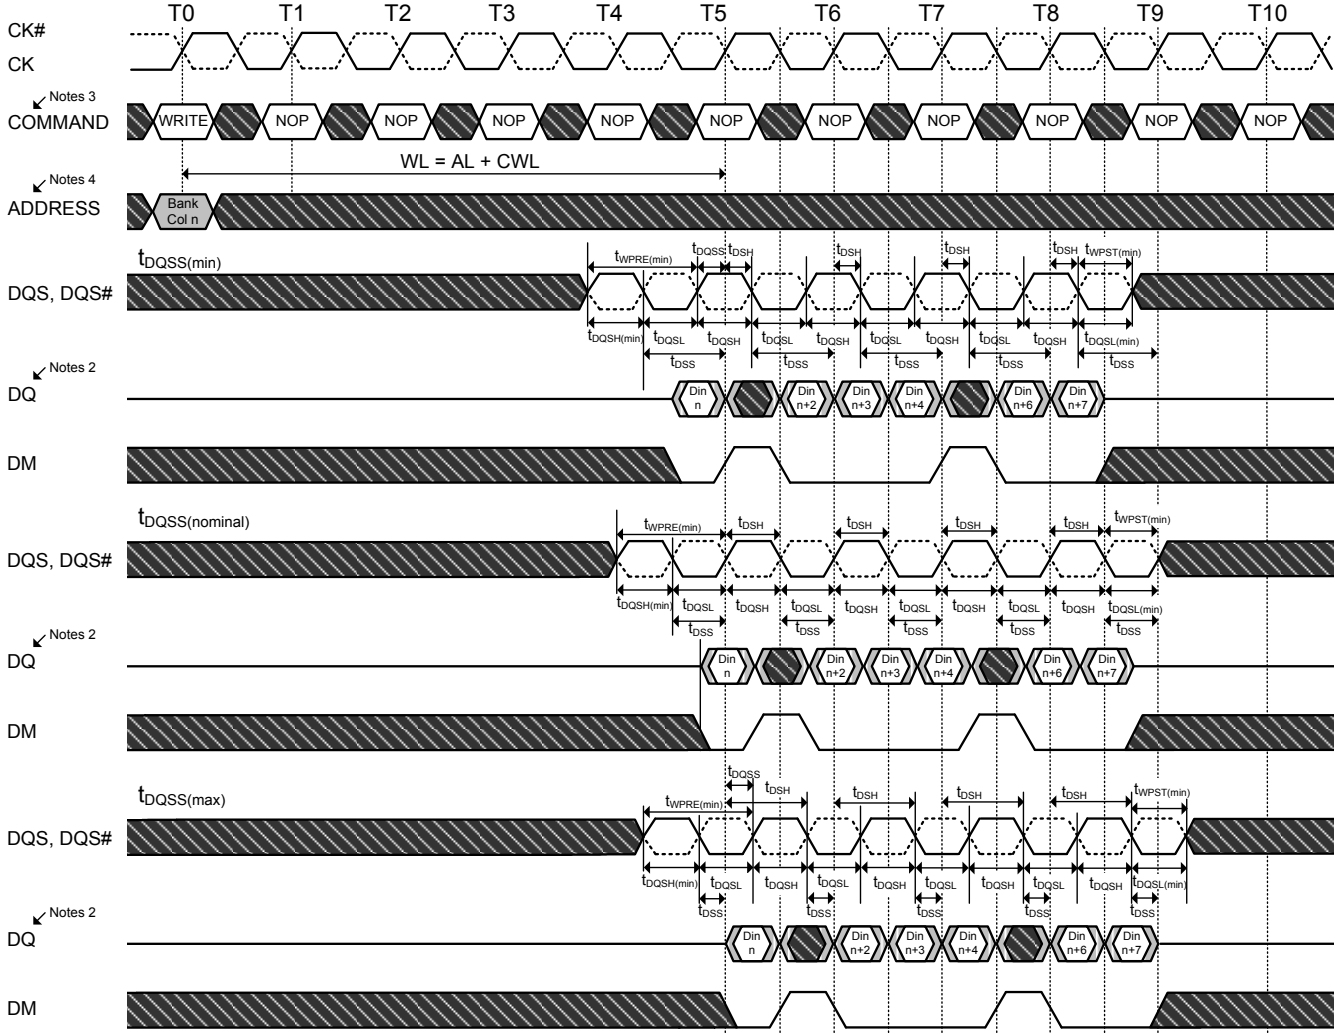 T0 T1 T2 T3 T4 T5 T6 T7 T8 T9 T10
CK#
CK
Notes 3
COMMAND WRITE NOP NOP NOP NOP NOP NOP NOP NOP NOP NOP
WL = AL + CWL
Notes 4
ADDRESS
Bank
Col n
tDQSS(min)
tWPRE(min) tDQSS tDSH tDSH tDSH tDSH tWPST(min)
DQS, DQS#
tDQSH(min) tDQSL tDQSH tDQSL tDQSH tDQSL tDQSH tDQSL tDQSH tDQSL(min)
tDSS tDSS tDSS tDSS tDSS
Notes 2
DQ
Din n Din n+2 Din n+3 Din n+4 Din n+6 Din n+7
DM
tDQSS(nominal)
tWPRE(min) tDSH tDSH tDSH tDSH tWPST(min)
DQS, DQS#
tDQSH(min) tDQSL tDQSH tDQSL tDQSH tDQSL tDQSH tDQSL tDQSH tDQSL(min)
tDSS tDSS tDSS tDSS tDSS
Notes 2
DQ
Din n Din n+2 Din n+3 Din n+4 Din n+6 Din n+7
DM
tDQSS(max)
tDQSS
tWPRE(min) tDSH tDSH tDSH tDSH tWPST(min)
DQS, DQS#
tDQSH(min) tDQSL tDQSH tDQSL tDQSH tDQSL tDQSH tDQSL tDQSH tDQSL(min)
tDSS tDSS tDSS tDSS tDSS
Notes 2
DQ
Din n Din n+2 Din n+3 Din n+4 Din n+6 Din n+7
DM